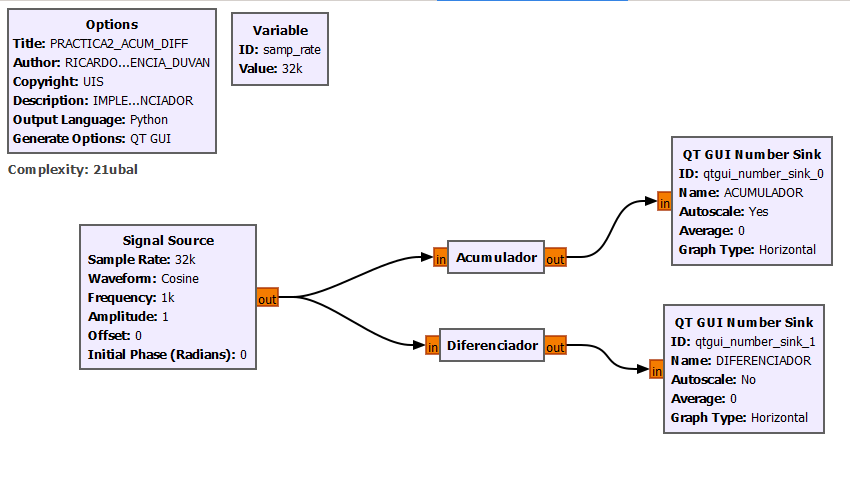 Options
Title: PRACTICA2_ACUM_DIFF
Author: RICARDO...ENCIA_DUVAN
Copyright: UIS
Description: IMPLE...NCIADOR
Output Language: Python
Generate Options: QT GUI
Variable
ID: samp_rate
Value: 32k
Complexity: 21ubal
Signal Source
Sample Rate: 32k
Waveform: Cosine
Frequency: 1k
Amplitude: 1
Offset: 0
Initial Phase (Radians): 0
out
in
Acumulador
out
in
Diferenciador
out
in
QT GUI Number Sink
ID: qtgui_number_sink_0
Name: ACUMULADOR
Autoscale: Yes
Average: 0
Graph Type: Horizontal
in
QT GUI Number Sink
ID: qtgui_number_sink_1
Name: DIFERENCIADOR
Autoscale: No
Average: 0
Graph Type: Horizontal